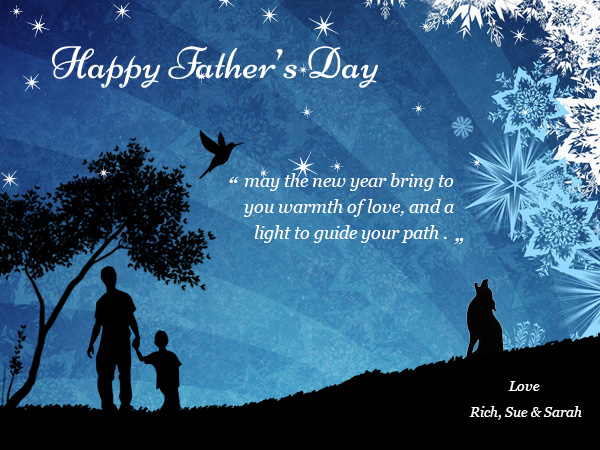 Happy Father's Day
“ may the new year bring to
you warmth of love, and a
light to guide your path . „
Love
Rich, Sue & Sarah